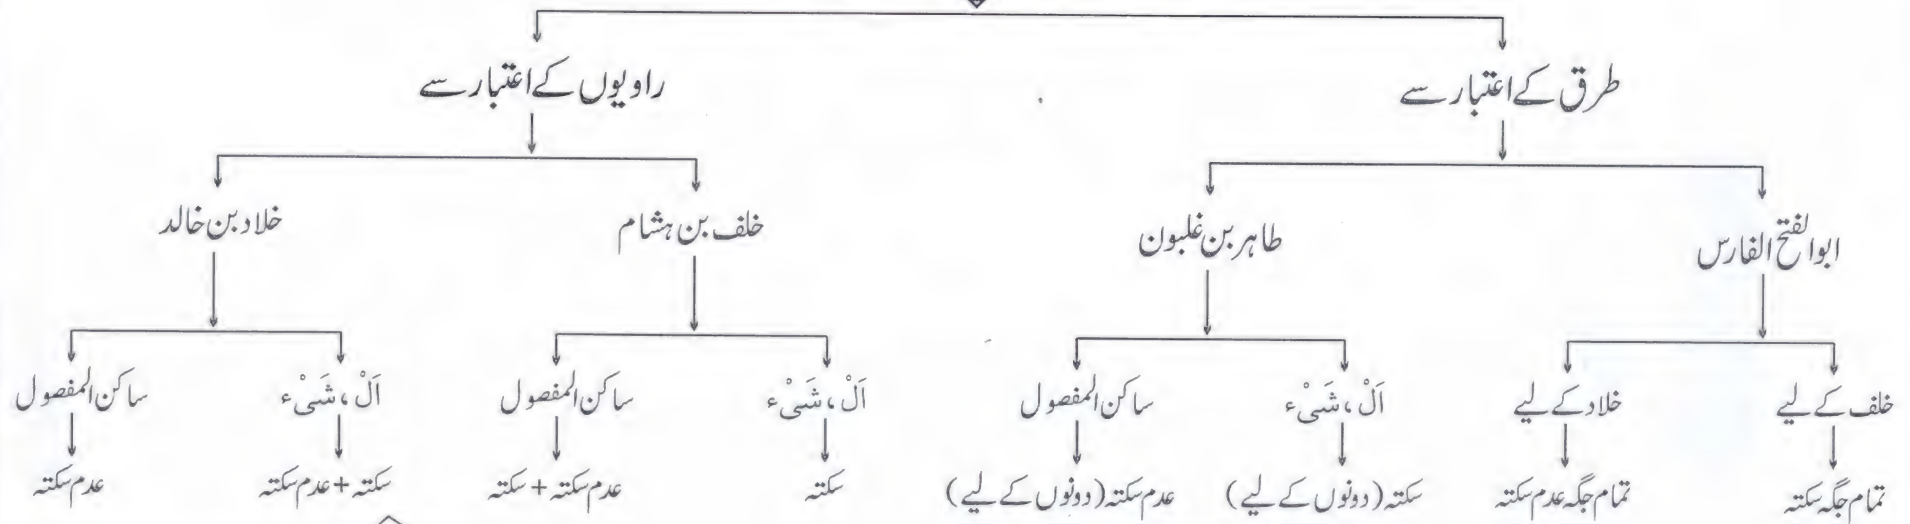 طرق کے اعتبار سے
راویوں کے اعتبار سے
ابوالفتح الفارس
طاہر بن غلبون
خلف بن ہشام
خلاد بن خالد
خلف کے لیے
خلاد کے لیے
اَلْ، شَیْء
ساکن المفصول
اَلْ، شَیْء
ساکن المفصول
اَلْ، شَیْء
ساکن المفصول
تمام جگہ سکتہ
تمام جگہ عدم سکتہ
سکتہ (دونوں کے لیے)
عدم سکتہ (دونوں کے لیے)
سکتہ
عدم سکتہ + سکتہ
سکتہ + عدم سکتہ
عدم سکتہ